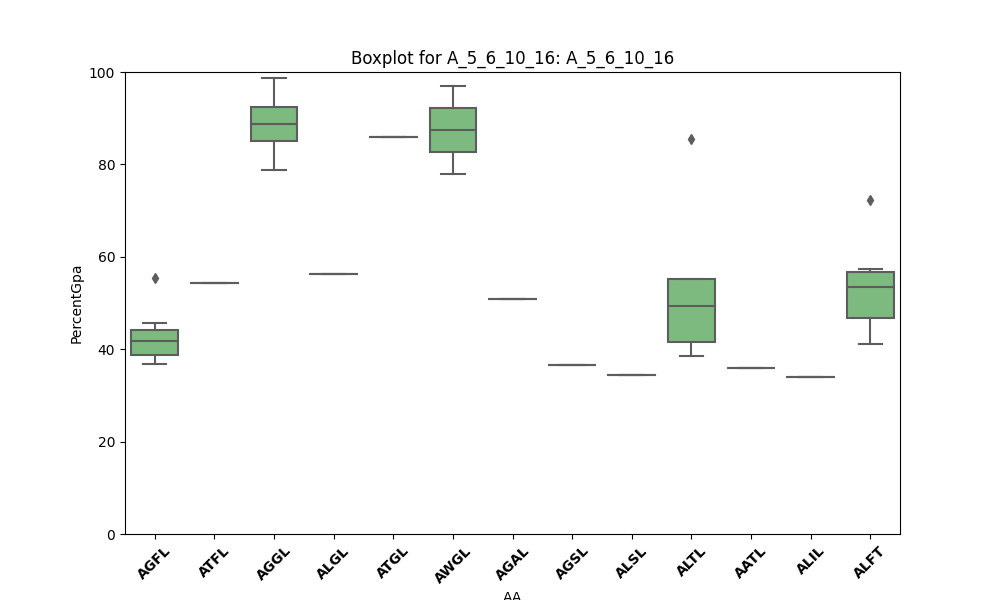 Boxplot for A_5_6_10_16: A_5_6_10_16
100
80
60
40
20
0
PercentGpa
AGFL ATFL AGGL ALGL ATGL AWGL AGAL AGSL ALSL ALTL AATL ALIL ALFT
AA